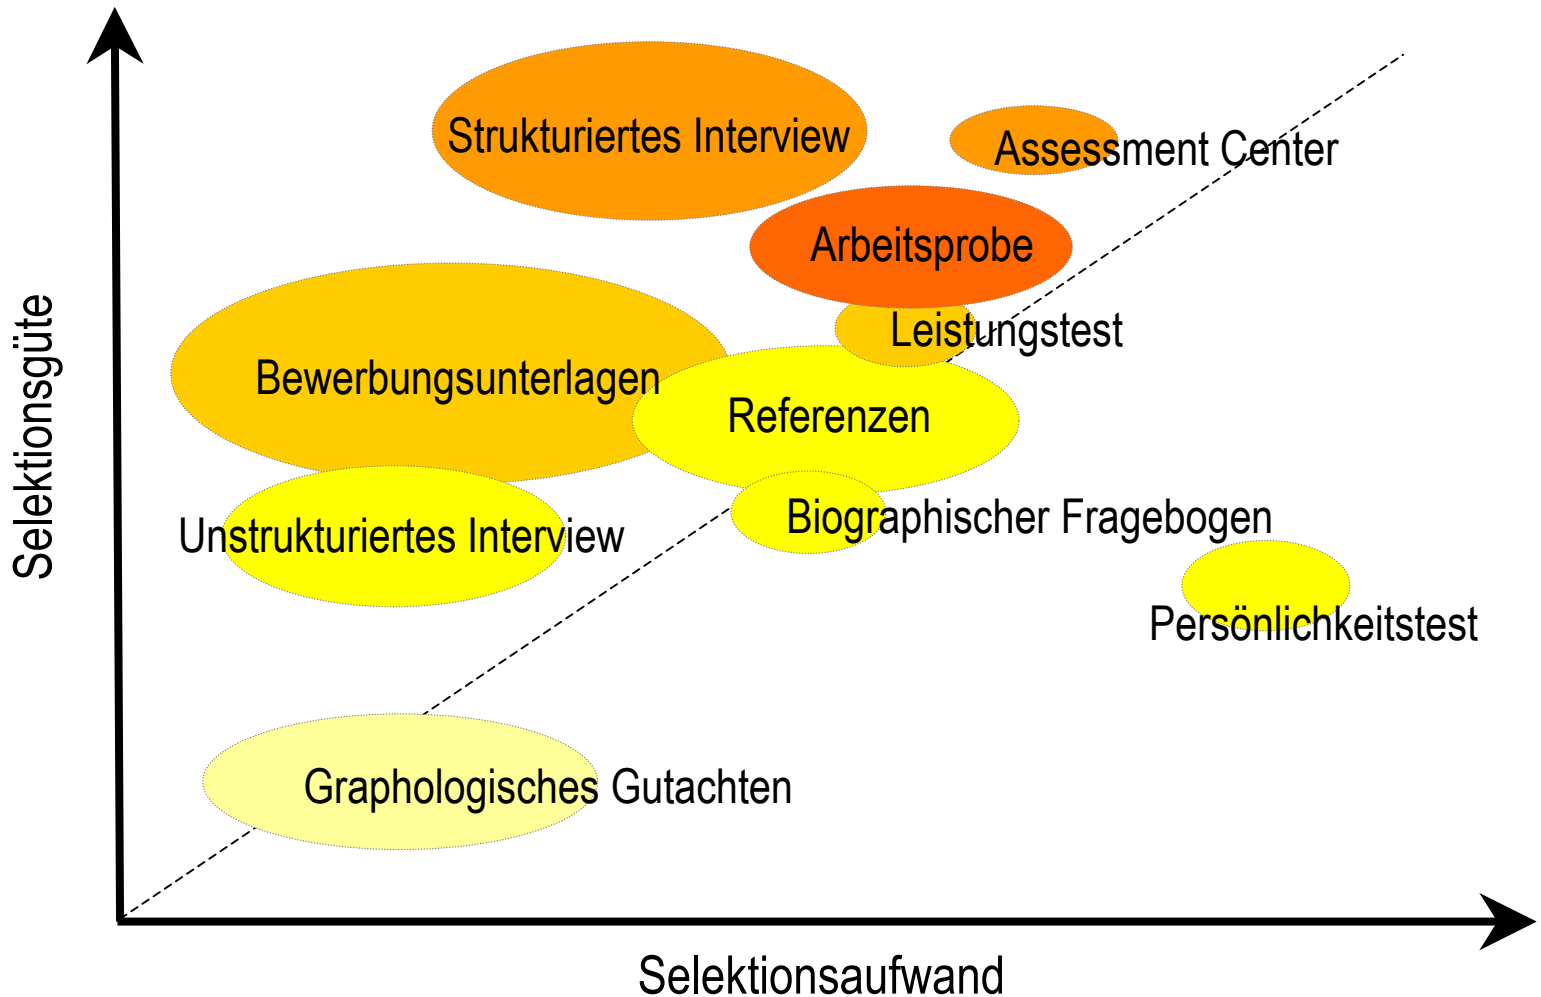 Strukturiertes Interview
Assessment Center
Arbeitsprobe
Leistungstest
Bewerbungsunterlagen
Referenzen
Biographischer Fragebogen
Unstrukturiertes Interview
Persönlichkeitstest
Graphologisches Gutachten
Selektionsgüte
Selektionsaufwand